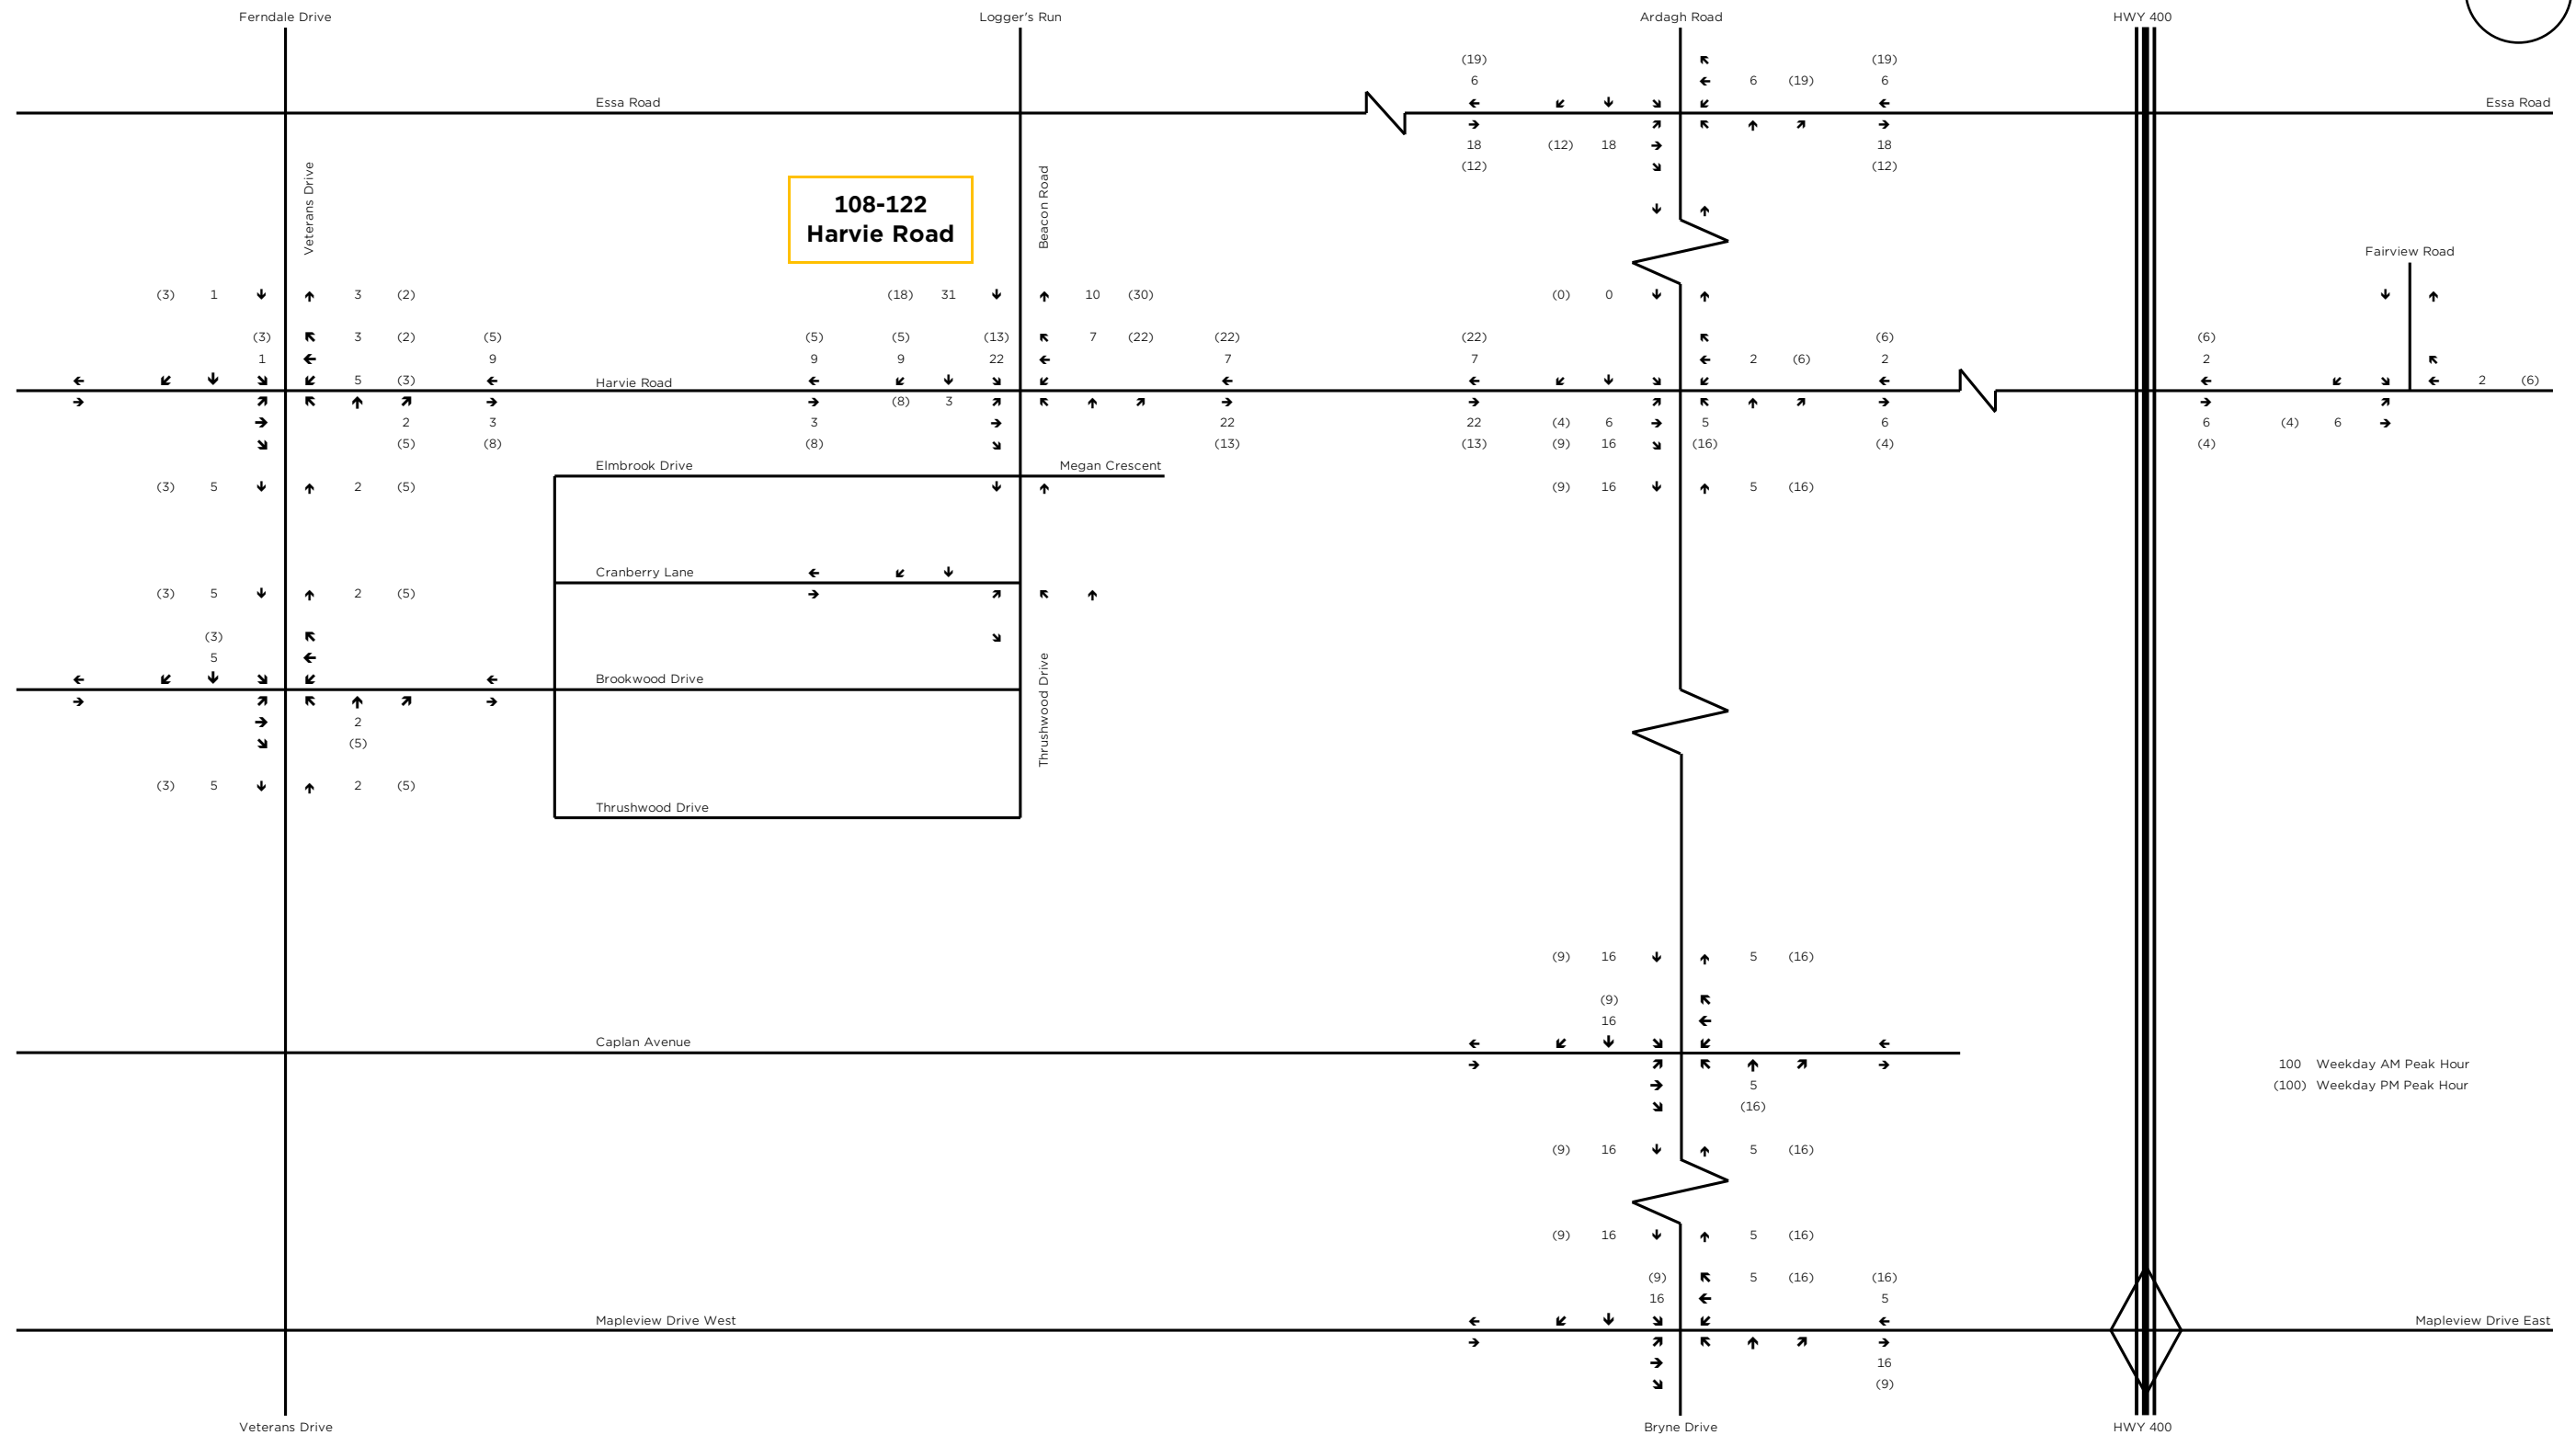 Ferndale Drive Logger's Run Ardagh Road HWY 400
(19) (19)
6 6 (19) 6
Essa Road Essa Road
18 (12) 18 18
(12) (12)
Veterans Drive
Beacon Road
108-122
Harvie Road
Fairview Road
(3) 1 3 (2) (18) 31 10 (30) (0) 0
(3) 3 (2) (5) (5) (5) (13) 7 (22) (22) (22) (6) (6)
1 9 9 9 22 7 7 2 (6) 2 2
5 (3) Harvie Road 2 (6)
(8) 3
2 3 3 22 22 (4) 6 5 6 6 (4) 6
(5) (8) (8) (13) (13) (9) 16 (16) (4) (4)
Elmbrook Drive Megan Crescent
(3) 5 2 (5) (9) 16 5 (16)
Cranberry Lane
(3) 5 2 (5)
(3)
5
Brookwood Drive
Thrushwood Drive
2
(5)
(3) 5 2 (5)
Thrushwood Drive
(9) 16 5 (16)
(9)
16
Caplan Avenue
100 Weekday AM Peak Hour
5
(100) Weekday PM Peak Hour
(16)
(9) 16 5 (16)
(9) 16 5 (16)
(9) 5 (16) (16)
16 5
Mapleview Drive West Mapleview Drive East
16
(9)
Veterans Drive Bryne Drive HWY 400